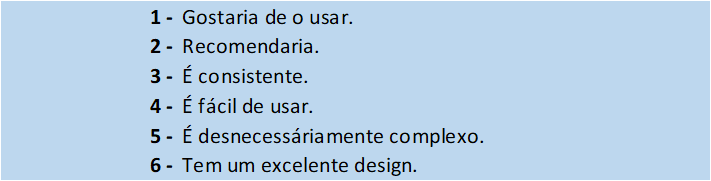 1 - Gostaria de o usar.
2 - Recomendaria.
3 - É consistente.
4 - É fácil de usar.
5 - É desnecessáriamente complexo.
6 - Tem um excelente design.